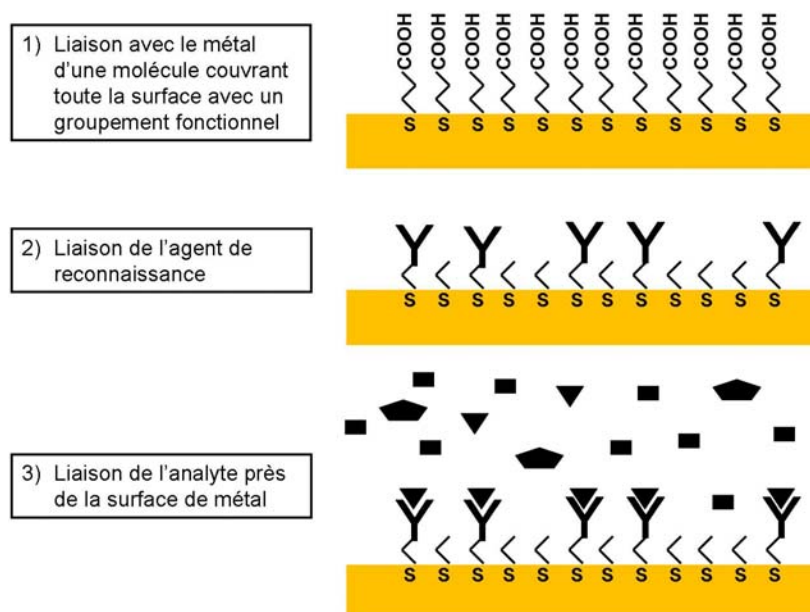 1) Liaison avec le métal
d'une molécule couvrant
toute la surface avec un
groupement fonctionnel
COOH COOH COOH COOH COOH COOH COOH COOH COOH COOH COOH COOH
S S S S S S S S S S S S
2) Liaison de l'agent de
reconnaissance
S S S S S S S S S S S S
3) Liaison de l'analyte près
de la surface de métal
S S S S S S S S S S S S